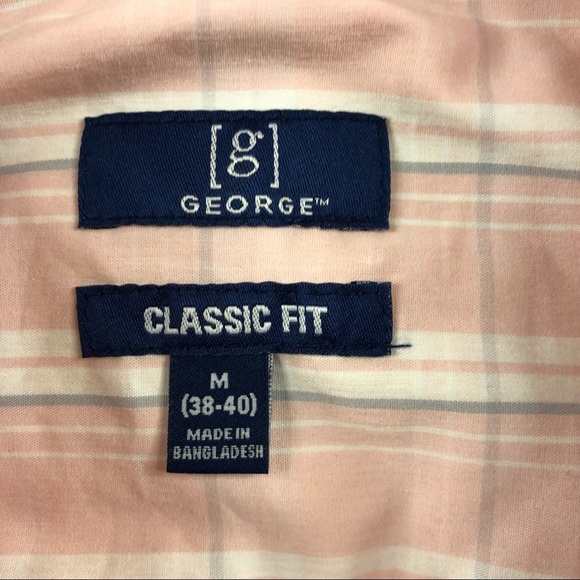 [g]
GEORGE™
CLASSIC FIT
M
(38-40)
MADE IN
BANGLADESH